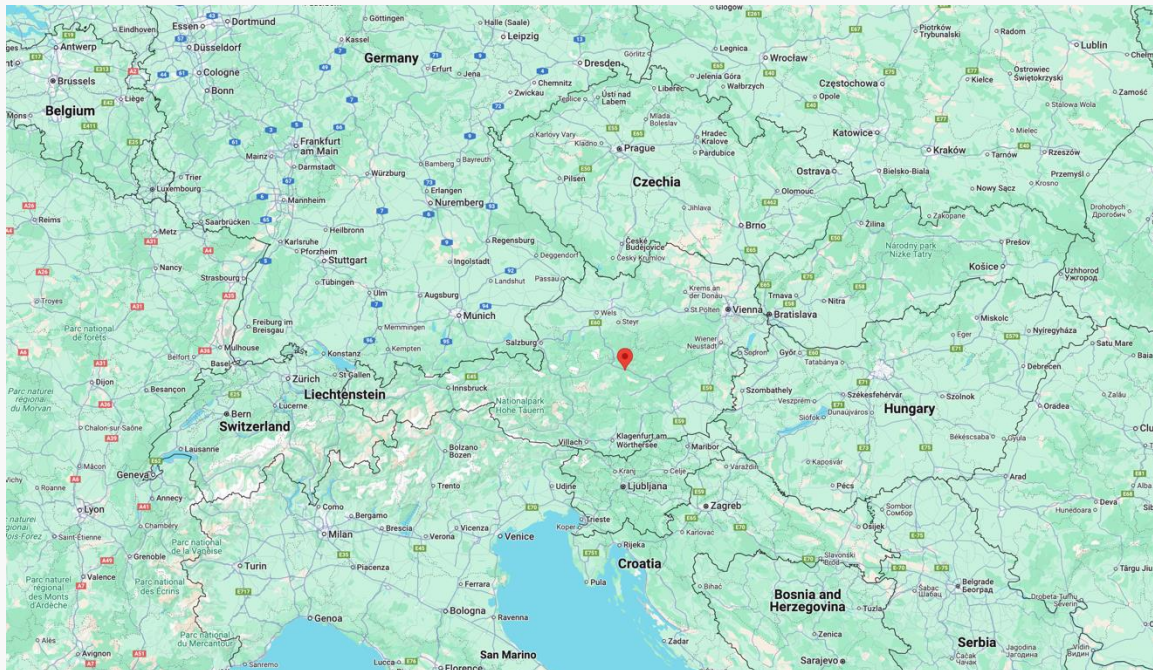 Eindhoven
Essen
Dortmund
Göttingen
Halle (Saale)
Leipzig
Głogów
Piotrków
Trybunalski
Radom
Lublin
Antwerp
Düsseldorf
Kassel
Germany
Erfurt
Jena
Dresden
Görlitz
Legnica
Wrocław
Ostrowiec
Świętokrzyski
Kielce
Zamość
Brussels
Cologne
Bonn
Liège
Belgium
Mons
Chemnitz
Zwickau
Jelenia Góra
Wałbrzych
Częstochowa
Opole
Stalowa Wola
Ústí nad
Labem
Liberec
Teplice
Mlada
Boleslav
Karlovy Vary
Kladno
Prague
Hradec
Kralove
Pardubice
Katowice
Kraków
Mielec
Tarnów
Rzeszów
Frankfurt
am Main
Mainz
Darmstadt
Trier
Luxembourg
Würzburg
Bamberg
Bayreuth
Erlangen
Nuremberg
Pilsen
Czechia
Ostrava
Bielsko-Biala
Przemyśl
Krosno
Nowy Sącz
Olomouc
Mannheim
Saarbrücken
Reims
Metz
Heilbronn
Karlsruhe
Pforzheim
Stuttgart
Regensburg
Jihlava
Brno
Žilina
Zakopane
Drohobych
Дрогобич
Prešov
Národný park
Nízke Tatry
Nancy
Strasbourg
Tübingen
Ingolstadt
Deggendorf
České
Budějovice
Český Krumlov
Košice
Uzhhorod
Ужгород
Troyes
Parc national
de forêts
Ulm
Augsburg
Landshut
Passau
Munich
Krems an
der Donau
St.Pölten
Vienna
Trnava
Nitra
Bratislava
Miskolc
Nyíregyháza
Satu Mare
Freiburg im
Breisgau
Mulhouse
Belfort
Basel
Memmingen
Kempten
Konstanz
St Gallen
Salzburg
Wels
Steyr
Wiener
Neustadt
Sopron
Győr
Tatabánya
Eger
Debrecen
Baia
Dijon
Besançon
Parc naturel
régional
du Morvan
Zürich
Lucerne
Bern
Switzerland
Liechtenstein
Innsbruck
Nationalpark
Hohe Tauern
Szombathely
Veszprém
Székesfehérvár
Dunaújváros
Siófok
Szolnok
Hungary
Oradea
Zalău
Clu
Chalon-sur-Saône
Lausanne
Geneva
Mâcon
Bolzano
Bozen
Villach
Klagenfurt am
Wörthersee
Maribor
Kaposvár
Békéscsaba
Gyula
Vichy
Roanne
Annecy
Lyon
Chambéry
Saint-Étienne
Trento
Udine
Kranj
Celje
Ljubljana
Varaždin
Zagreb
Pécs
Arad
Alba
Deva
Hunedoara
Como
Bergamo
Milan
Brescia
Vicenza
Verona
Venice
Trieste
Koper
Rijeka
Karlovac
Osijek
Sombor
Сомбор
Timișoara
Grenoble
Parc national
de la Vanoise
Turin
Piacenza
Pula
Croatia
Slavonski
Brod
Valence
Parc naturel
régional
des Monts
d'Ardèche
Parc national
des Écrins
Ferrara
Bologna
Ravenna
Bihać
Bosnia and
Herzegovina
Tuzla
Šabac
Шабац
Belgrade
Београд
Drobeta-Turnu
Severin
Târgu Jiu
Genoa
Alès
Avignon
Parc national
du Mercantour
Sanremo
Lucca
Florence
San Marino
Zadar
Zenica
Sarajevo
Serbia
Čačak
Чачак
Jagodina
Јагодина
Vidin
Видин